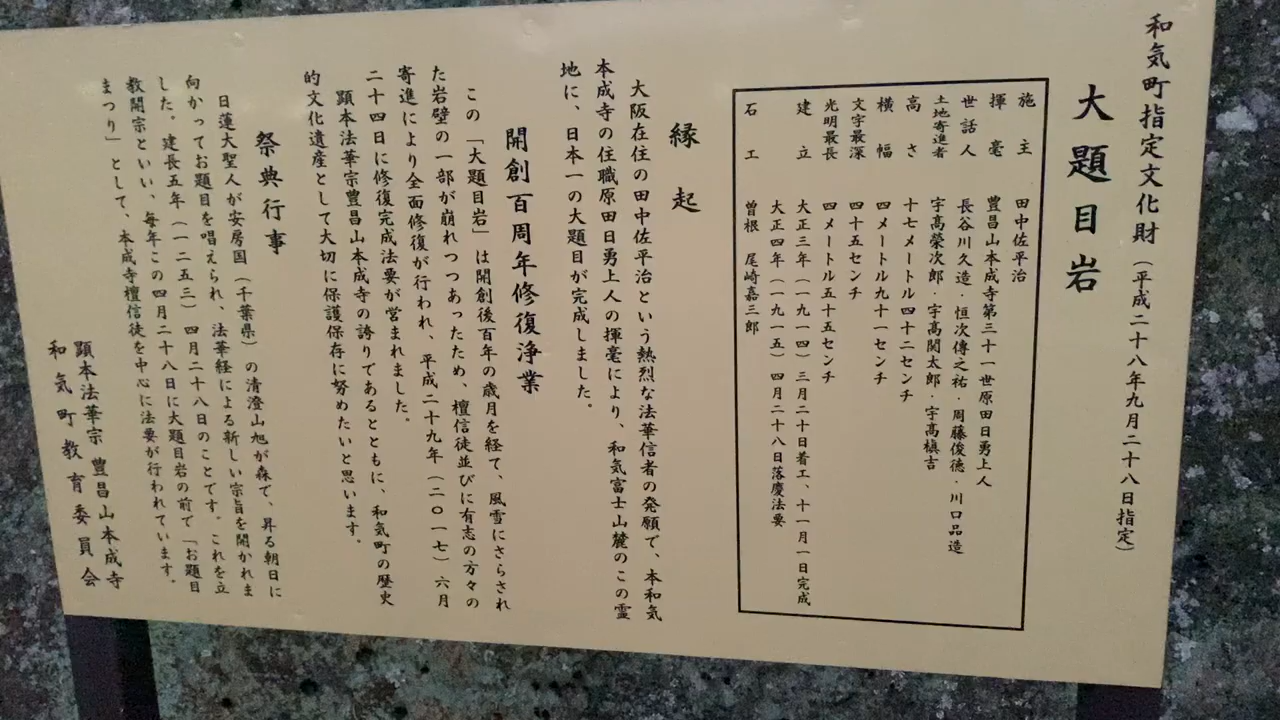 和気町指定文化財（平成二十八年九月二十八日指定）
大題目岩
施主　田中佐平治
揮毫　豊昌山本成寺第三十一世原田日勇上人
世話人　長谷川久造・恒次傳之祐・周藤俊徳・川口品造
土地寄進者　宇高榮次郎・宇高関太郎・宇高槇吉
高さ　十七メートル四十二センチ
横幅　四メートル九十一センチ
文字最深　四十五センチ
光明最長　四メートル五十五センチ
建立　大正三年（一九一四）三月二十日着工、十一月一日完成
大正四年（一九一五）四月二十八日落慶法要
石工　曽根　尾崎嘉三郎
縁起
大阪在住の田中佐平治という熱烈な法華信者の発願で、本和気
本成寺の住職原田日勇上人の揮毫により、和気富士山麓のこの霊
地に、日本一の大題目が完成しました。
開創百周年修復浄業
この「大題目岩」は開創後百年の歳月を経て、風雪にさらされ
た岩壁の一部が崩れつつあったため、檀信徒並びに有志の方々の
寄進により全面修復が行われ、平成二十九年（二〇一七）六月
二十四日に修復完成法要が営まれました。
顕本法華宗豊昌山本成寺の誇りであるとともに、和気町の歴史
的文化遺産として大切に保護保存に努めたいと思います。
祭典行事
日蓮大聖人が安房国（千葉県）の清澄山旭が森で、昇る朝日に
向かってお題目を唱えられ、法華経による新しい宗旨を開かれま
した。建長五年（一二五三）四月二十八日のことです。これを立
教開宗といい、毎年この四月二十八日に大題目岩の前で「お題目
まつり」として、本成寺檀信徒を中心に法要が行われています。
顕本法華宗　豊昌山本成寺
和気町教育委員会